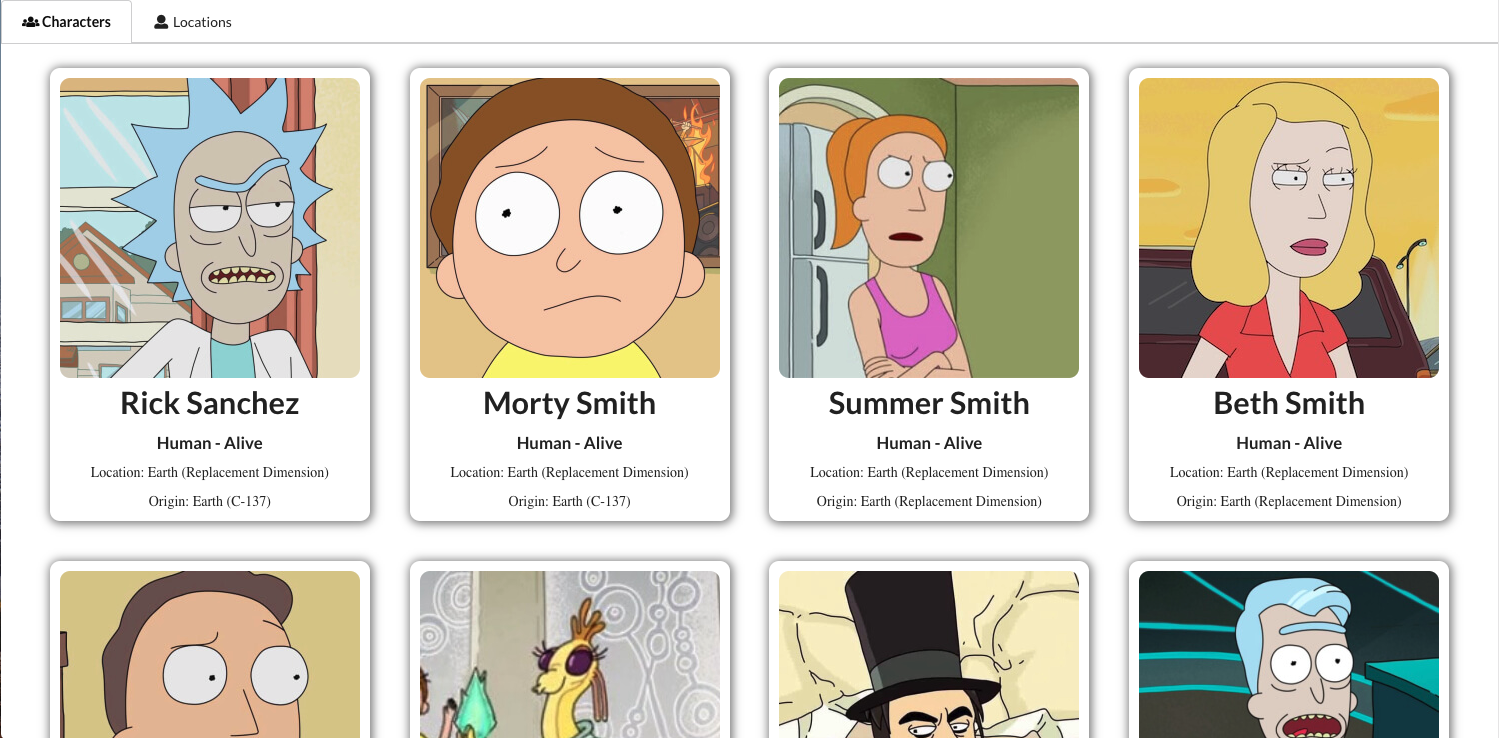 Characters
Locations
Rick Sanchez
Human - Alive
Location: Earth (Replacement Dimension)
Origin: Earth (C-137)
Morty Smith
Human - Alive
Location: Earth (Replacement Dimension)
Origin: Earth (C-137)
Summer Smith
Human - Alive
Location: Earth (Replacement Dimension)
Origin: Earth (Replacement Dimension)
Beth Smith
Human - Alive
Location: Earth (Replacement Dimension)
Origin: Earth (Replacement Dimension)